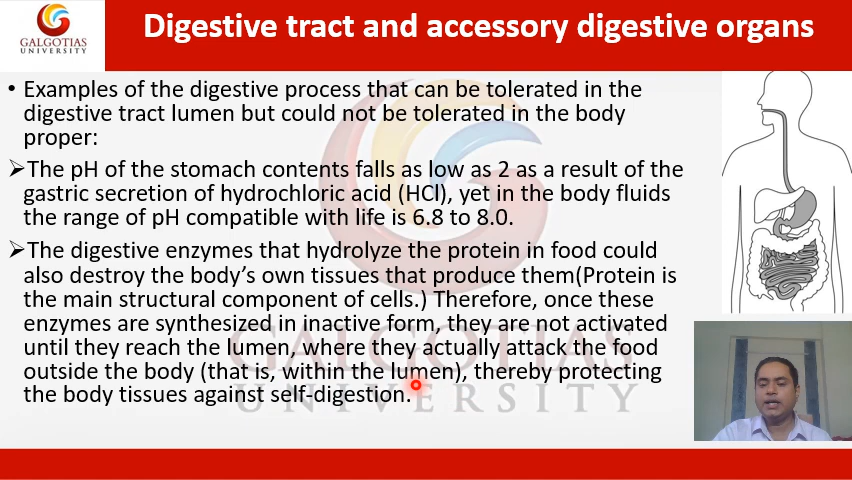 GALGOTIAS
UNIVERSITY
Digestive tract and accessory digestive organs
• Examples of the digestive process that can be tolerated in the
digestive tract lumen but could not be tolerated in the body
proper:
➢The pH of the stomach contents falls as low as 2 as a result of the
gastric secretion of hydrochloric acid (HCl), yet in the body fluids
the range of pH compatible with life is 6.8 to 8.0.
➢The digestive enzymes that hydrolyze the protein in food could
also destroy the body’s own tissues that produce them(Protein is
the main structural component of cells.) Therefore, once these
enzymes are synthesized in inactive form, they are not activated
until they reach the lumen, where they actually attack the food
outside the body (that is, within the lumen), thereby protecting
the body tissues against self-digestion.
GALGOTIAS
UNIVERSITY